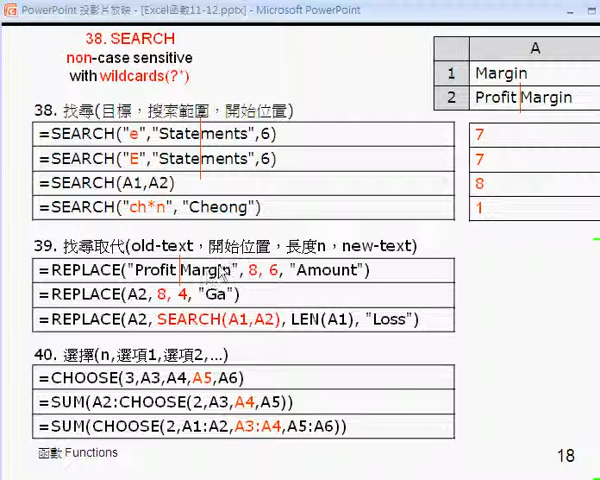 PowerPoint 投影片放映 - [Excel函數11-12.pptx] - Microsoft PowerPoint
38. SEARCH
non-case sensitive
with wildcards(?*)
A
1 Margin
2 Profit Margin
38. 找尋(目標，搜索範圍，開始位置)
=SEARCH("e","Statements",6) 7
=SEARCH("E","Statements",6) 7
=SEARCH(A1,A2) 8
=SEARCH("ch*n", "Cheong") 1
39. 找尋取代(old-text，開始位置，長度n，new-text)
=REPLACE("Profit Margin", 8, 6, "Amount")
=REPLACE(A2, 8, 4, "Ga")
=REPLACE(A2, SEARCH(A1,A2), LEN(A1), "Loss")
40. 選擇(n,選項1,選項2,...)
=CHOOSE(3,A3,A4,A5,A6)
=SUM(A2:CHOOSE(2,A3,A4,A5))
=SUM(CHOOSE(2,A1:A2,A3:A4,A5:A6))
函數 Functions 18